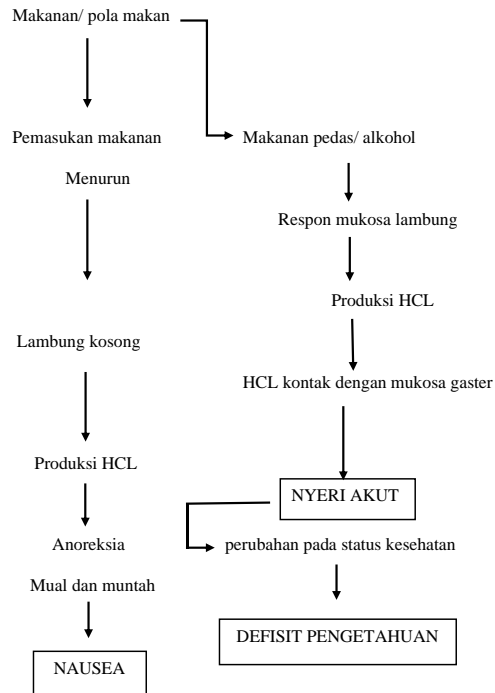 Makanan/ pola makan
Pemasukan makanan
Menurun
Lambung kosong
Produksi HCL
Anoreksia
Mual dan muntah
NAUSEA
Makanan pedas/ alkohol
Respon mukosa lambung
Produksi HCL
HCL kontak dengan mukosa gaster
NYERI AKUT
perubahan pada status kesehatan
DEFISIT PENGETAHUAN